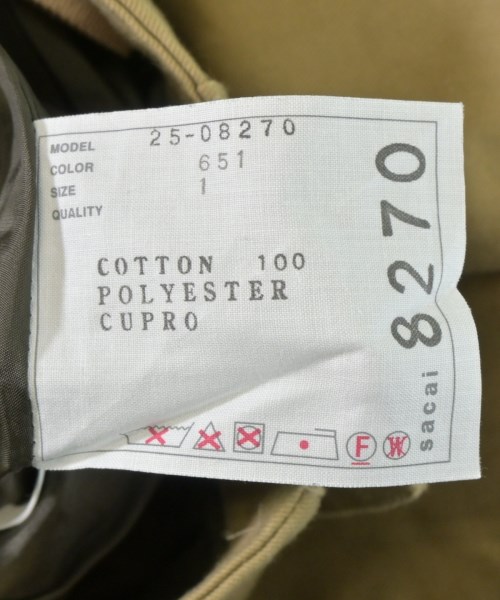 MODEL 25-08270
COLOR 651
SIZE 1
QUALITY
COTTON 100
POLYESTER
CUPRO
F
W
sacai 8270